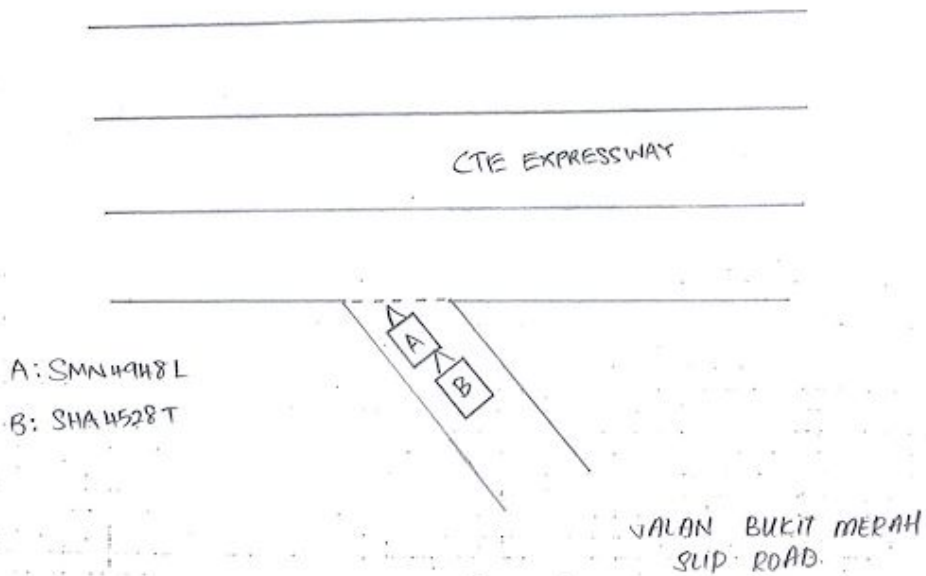 CTE EXPRESSWAY
A
B
A: SMN4948L
B: SHA4528T
JALAN BUKIT MERAH
SLIP ROAD.